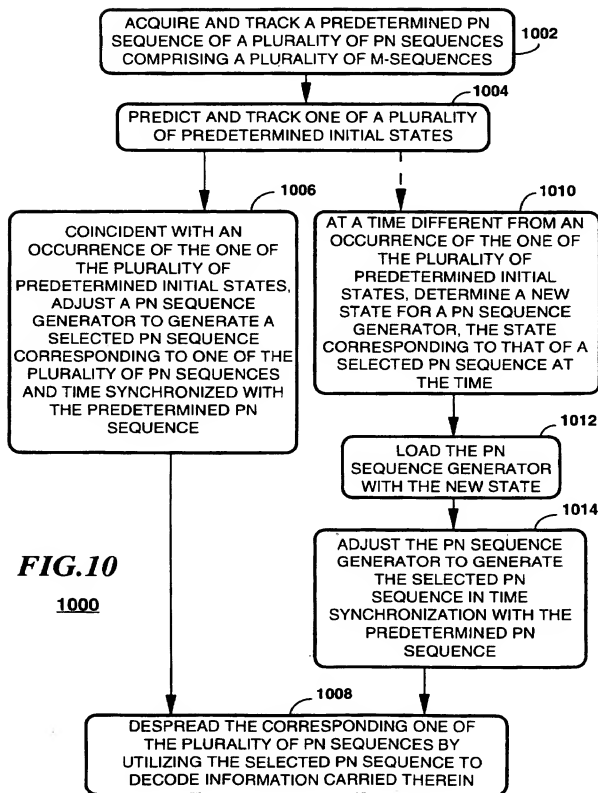 ACQUIRE AND TRACK A PREDETERMINED PN
SEQUENCE OF A PLURALITY OF PN SEQUENCES
COMPRISING A PLURALITY OF M-SEQUENCES
1002
1004
PREDICT AND TRACK ONE OF A PLURALITY
OF PREDETERMINED INITIAL STATES
1006
COINCIDENT WITH AN
OCCURRENCE OF THE ONE OF
THE PLURALITY OF
PREDETERMINED INITIAL STATES,
ADJUST A PN SEQUENCE
GENERATOR TO GENERATE A
SELECTED PN SEQUENCE
CORRESPONDING TO ONE OF THE
PLURALITY OF PN SEQUENCES
AND TIME SYNCHRONIZED WITH
THE PREDETERMINED PN
SEQUENCE
1010
AT A TIME DIFFERENT FROM AN
OCCURRENCE OF THE ONE OF
THE PLURALITY OF
PREDETERMINED INITIAL
STATES, DETERMINE A NEW
STATE FOR A PN SEQUENCE
GENERATOR, THE STATE
CORRESPONDING TO THAT OF A
SELECTED PN SEQUENCE AT
THE TIME
1012
LOAD THE PN
SEQUENCE GENERATOR
WITH THE NEW STATE
1014
ADJUST THE PN SEQUENCE
GENERATOR TO GENERATE
THE SELECTED PN
SEQUENCE IN TIME
SYNCHRONIZATION WITH THE
PREDETERMINED PN
SEQUENCE
FIG.10
1000
1008
DESPREAD THE CORRESPONDING ONE OF
THE PLURALITY OF PN SEQUENCES BY
UTILIZING THE SELECTED PN SEQUENCE TO
DECODE INFORMATION CARRIED THEREIN